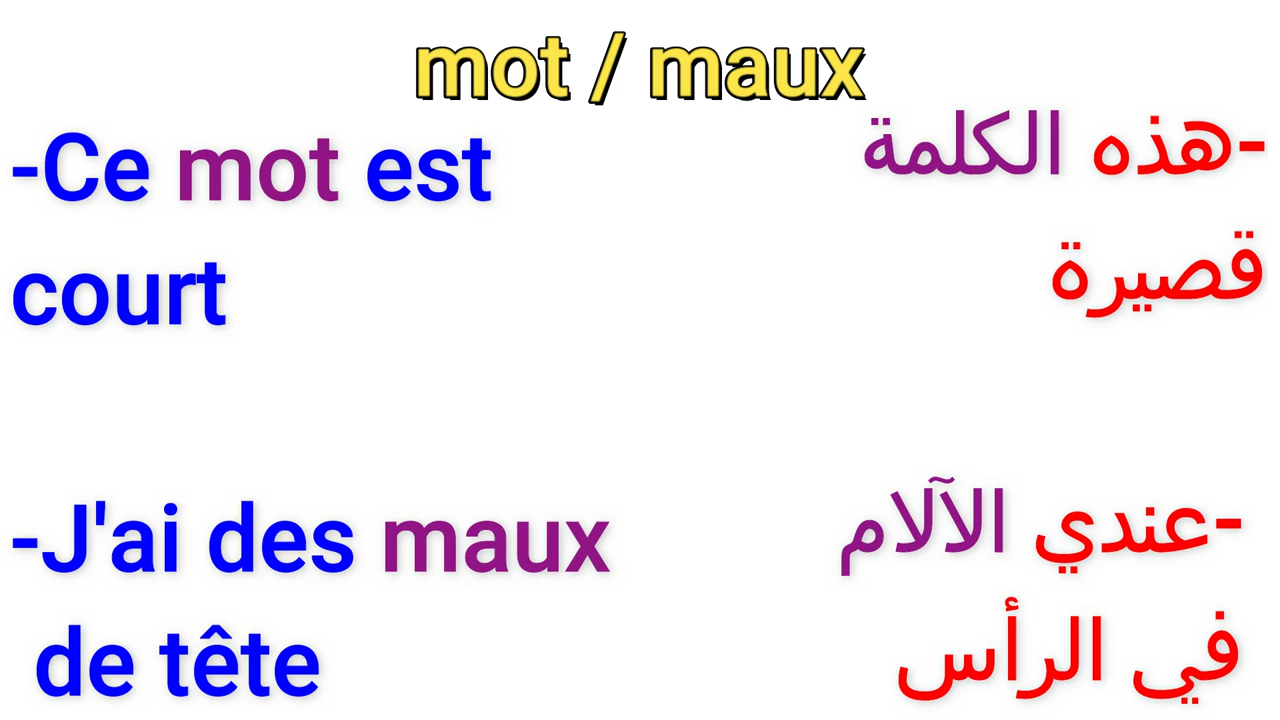 mot / maux
-Ce mot est
court
-هذه الكلمة
قصيرة
-J'ai des maux
de tête
-عندي الآلام
في الرأس